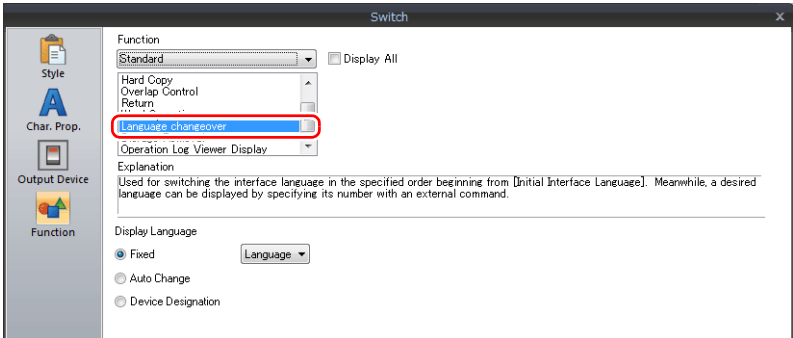 Switch
x
Style
Char. Prop.
Output Device
Function
Function
Standard
Display All
Hard Copy
Overlap Control
Return
Language changeover
Operation Log Viewer Display
Explanation
Used for switching the interface language in the specified order beginning from [Initial Interface Language].  Meanwhile, a desired
language can be displayed by specifying its number with an external command.
Display Language
Fixed
Language
Auto Change
Device Designation